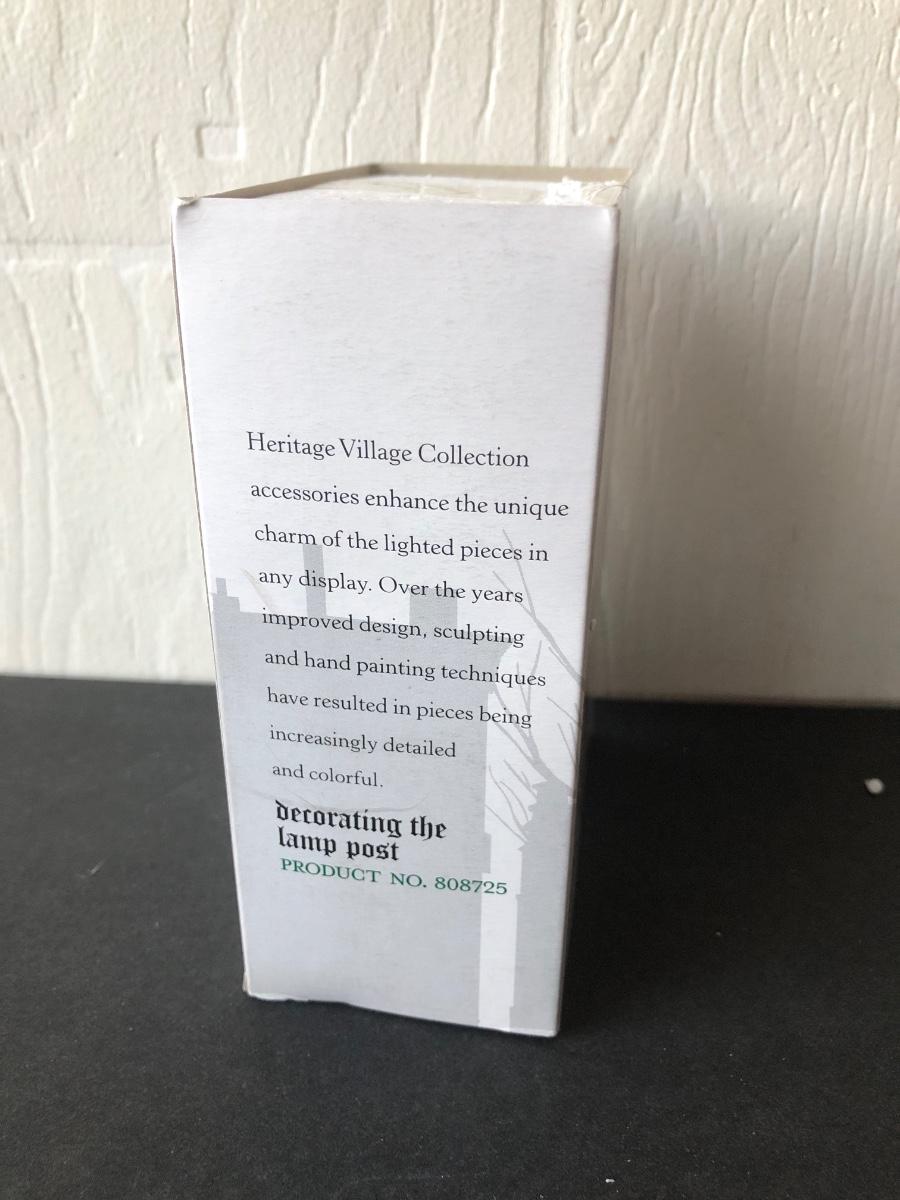 Heritage Village Collection
accessories enhance the unique
charm of the lighted pieces in
any display. Over the years
improved design, sculpting
and hand painting techniques
have resulted in pieces being
increasingly detailed
and colorful.
decorating the
lamp post
PRODUCT NO. 808725